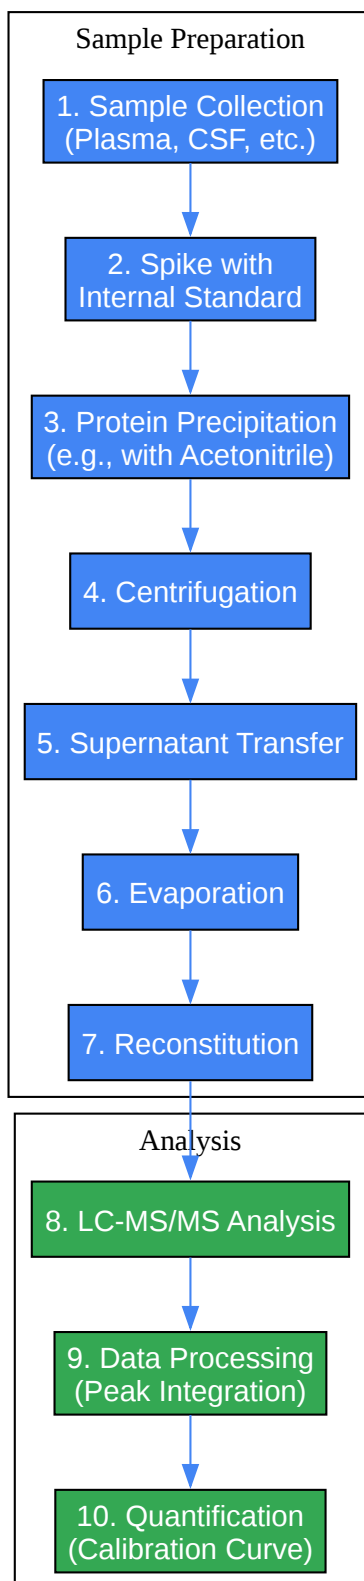 Sample Preparation
1. Sample Collection
(Plasma, CSF, etc.)
2. Spike with
Internal Standard
3. Protein Precipitation
(e.g., with Acetonitrile)
4. Centrifugation
5. Supernatant Transfer
6. Evaporation
7. Reconstitution
Analysis
8. LC-MS/MS Analysis
9. Data Processing
(Peak Integration)
10. Quantification
(Calibration Curve)